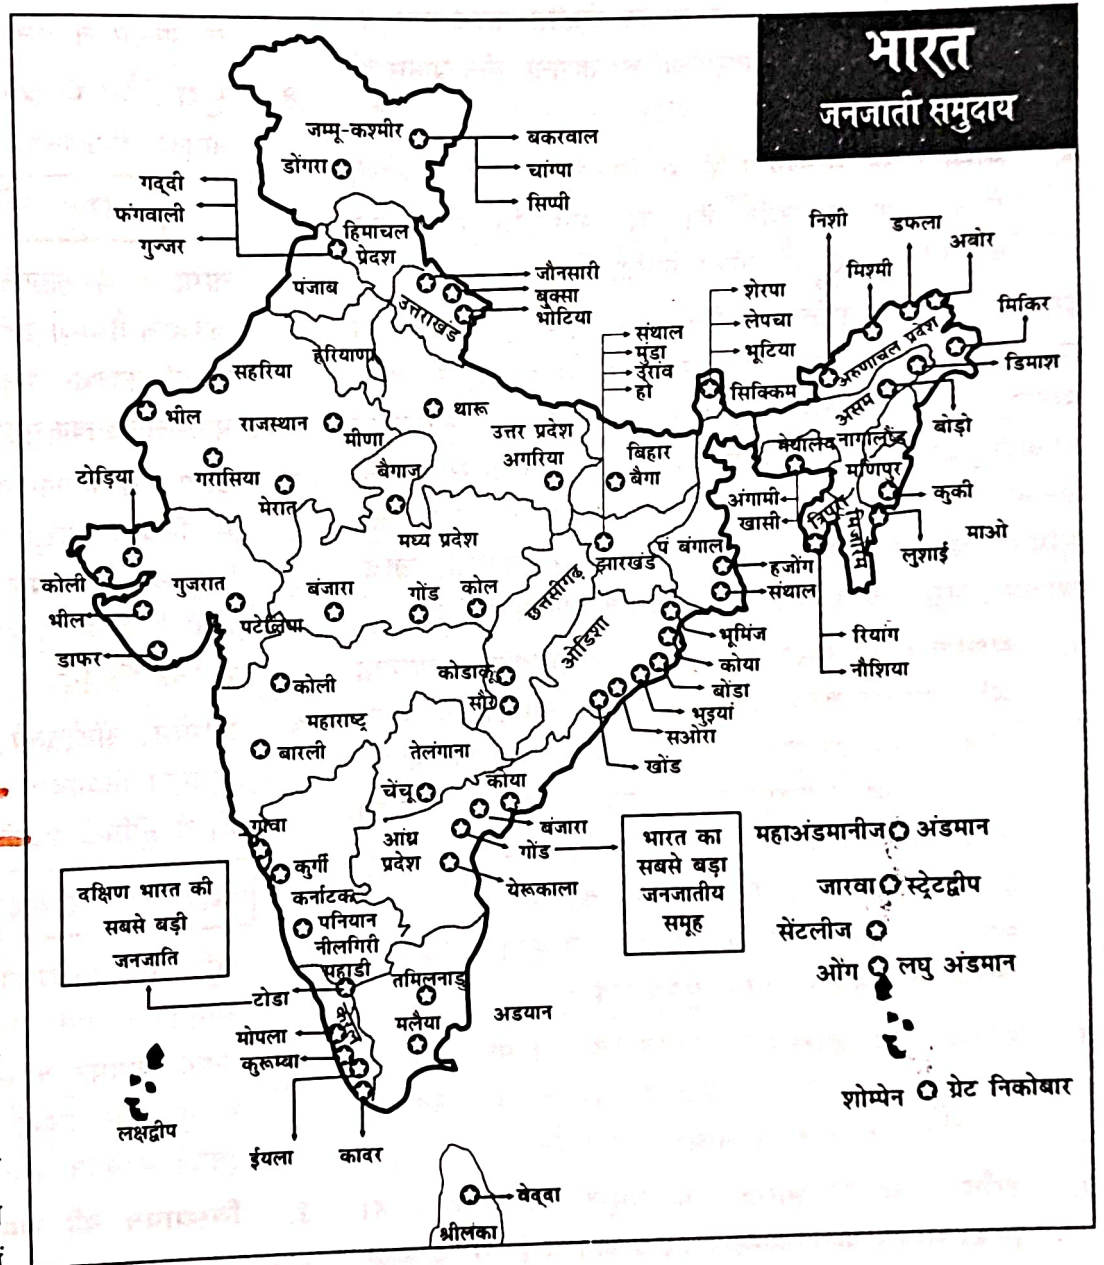 भारत
जनजाती समुदाय
जम्मू-कश्मीर
बकरवाल
चांग्पा
सिप्पी
डोंगरा
गद्दी
फंगवाली
गुज्जर
हिमाचल
प्रेदश
पंजाब
जौनसारी
बुक्सा
भोटिया
उत्तराखंड
हरियाणा
सहरिया
भील
राजस्थान
मीणा
थारू
गरासिया
मेरात
टोड़िया
बैगाज
उत्तर प्रदेश
अगरिया
बिहार
बैगा
संथाल
मुंडा
उरांव
हो
शेरपा
लेपचा
भूटिया
सिक्किम
निशी
डफला
अबोर
मिश्मी
मिकिर
अरुणाचल प्रदेश
डिमाश
असम
बोड़ो
मेघालय
नागालैण्ड
मणिपुर
कुकी
अंगामी
खासी
त्रिपुरा
मिजोरम
लुशाई
माओ
रियांग
नौशिया
मध्य प्रदेश
झारखंड
पं बंगाल
हजोंग
संथाल
कोली
गुजरात
भील
डाफर
पटेलिया
बंजारा
गोंड
कोल
छत्तीसगढ़
ओडिशा
भूमिंज
कोया
बोंडा
भुइयां
सओरा
खोंड
कोडाकू
कोली
महाराष्ट्र
बारली
तेलंगाना
चेंचू
कोया
बंजारा
गोंड
आंध्र
प्रदेश
येरूकाला
भारत का
सबसे बड़ा
जनजातीय
समूह
गोवा
कुर्गी
कर्नाटक
पनियान
नीलगिरी
पहाडी
दक्षिण भारत की
सबसे बड़ी
जनजाति
टोडा
तमिलनाडु
मलैया
अडयान
मोपला
कुरूम्बा
ईयला
कादर
लक्षद्वीप
महाअंडमानीज
अंडमान
जारवा
स्ट्रेटद्वीप
सेंटलीज
ओंग
लघु अंडमान
शोम्पेन
ग्रेट निकोबार
वेद्दा
श्रीलंका